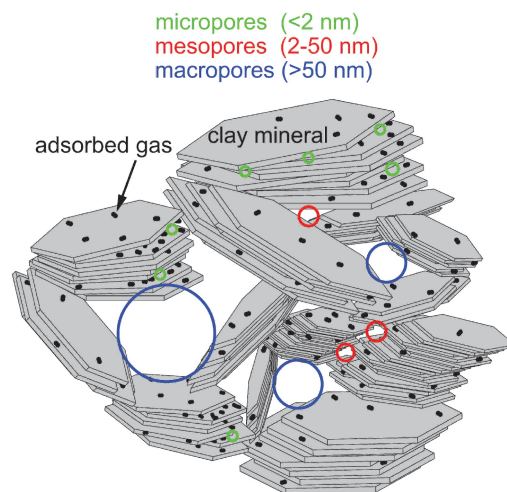 micropores (<2 nm)
mesopores (2-50 nm)
macropores (>50 nm)
clay mineral
adsorbed gas